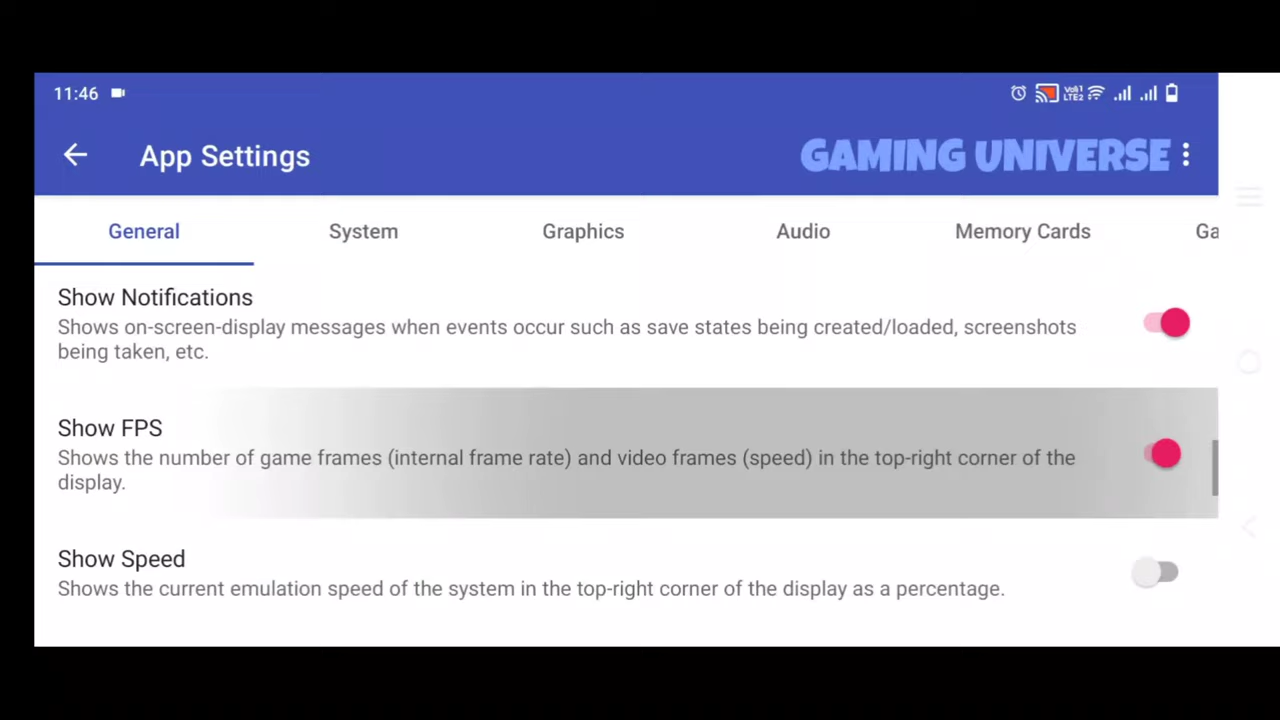 11:46
Vo)) 1
LTE2
App Settings
GAMING UNIVERSE
General
System
Graphics
Audio
Memory Cards
Ga
Show Notifications
Shows on-screen-display messages when events occur such as save states being created/loaded, screenshots
being taken, etc.
Show FPS
Shows the number of game frames (internal frame rate) and video frames (speed) in the top-right corner of the
display.
Show Speed
Shows the current emulation speed of the system in the top-right corner of the display as a percentage.